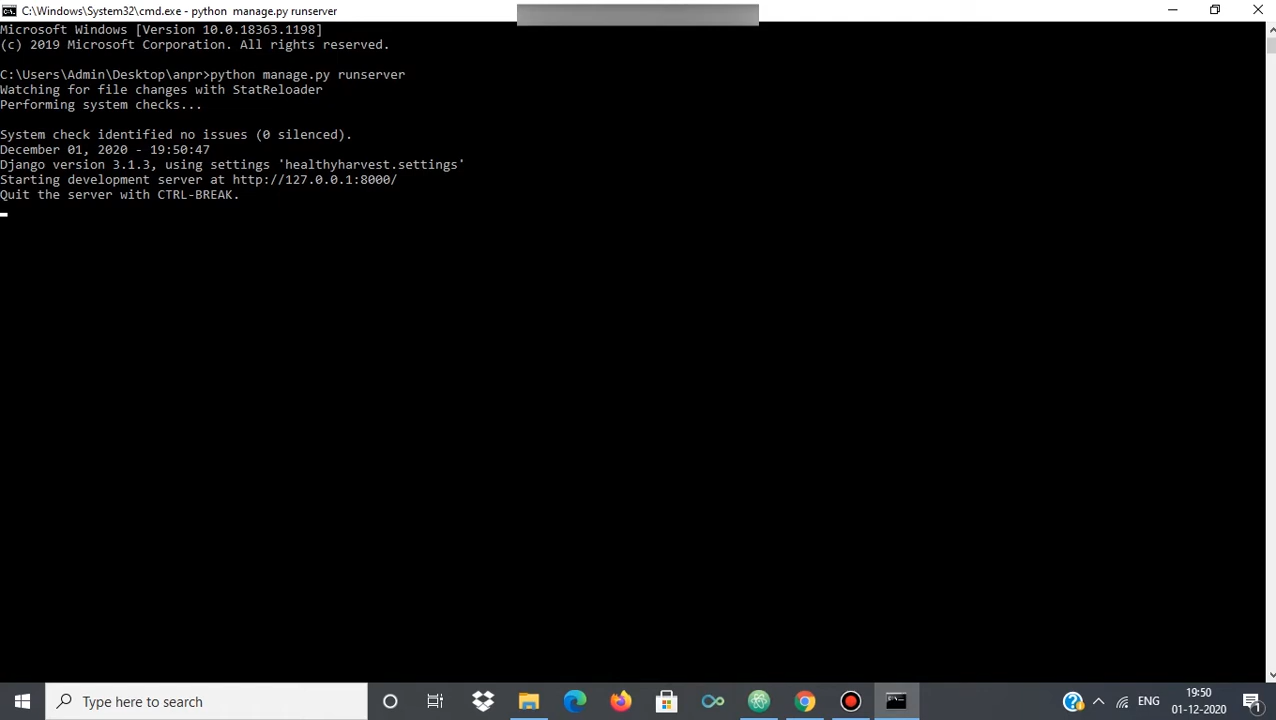 C:\Windows\System32\cmd.exe - python  manage.py runserver
Microsoft Windows [Version 10.0.18363.1198]
(c) 2019 Microsoft Corporation. All rights reserved.
C:\Users\Admin\Desktop\anpr>python manage.py runserver
Watching for file changes with StatReloader
Performing system checks...
System check identified no issues (0 silenced).
December 01, 2020 - 19:50:47
Django version 3.1.3, using settings 'healthyharvest.settings'
Starting development server at http://127.0.0.1:8000/
Quit the server with CTRL-BREAK.
Type here to search
ENG
19:50
01-12-2020
1